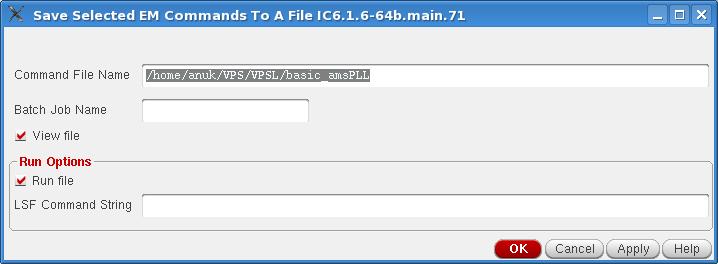 Save Selected EM Commands To A File IC6.1.6-64b.main.71
Command File Name /home/anuk/VPS/VPSL/basic_amsPLL
Batch Job Name
View file
Run Options
Run file
LSF Command String
OK Cancel Apply Help